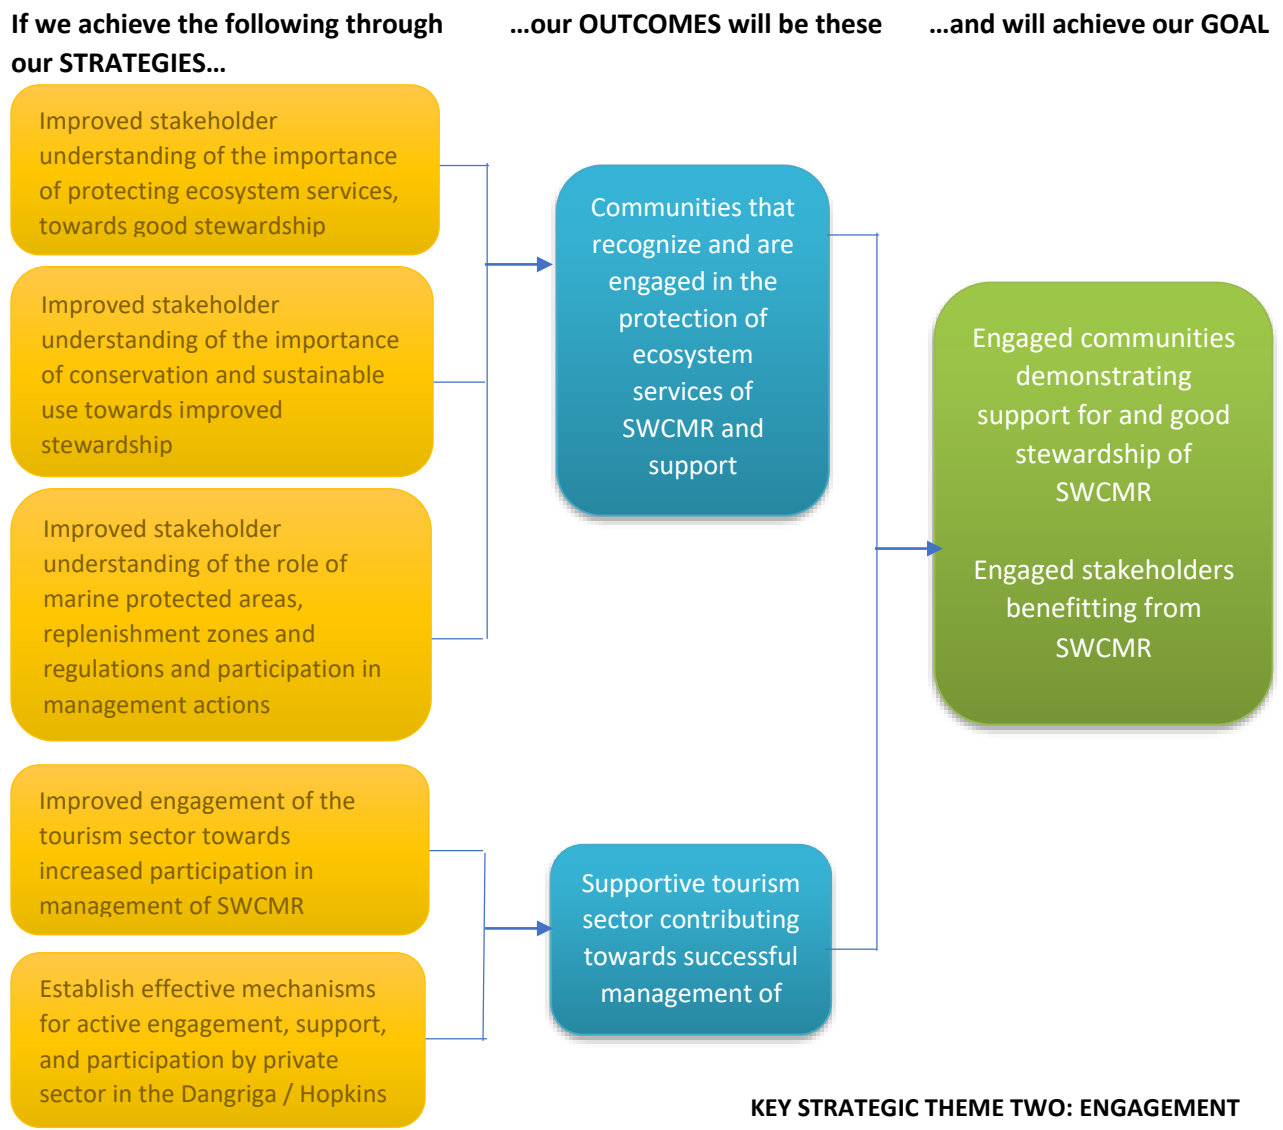 If we achieve the following through
our STRATEGIES…
…our OUTCOMES will be these
…and will achieve our GOAL
Improved stakeholder
understanding of the importance
of protecting ecosystem services,
towards good stewardship
Improved stakeholder
understanding of the importance
of conservation and sustainable
use towards improved
stewardship
Improved stakeholder
understanding of the role of
marine protected areas,
replenishment zones and
regulations and participation in
management actions
Improved engagement of the
tourism sector towards
increased participation in
management of SWCMR
Establish effective mechanisms
for active engagement, support,
and participation by private
sector in the Dangriga / Hopkins
Communities that
recognize and are
engaged in the
protection of
ecosystem
services of
SWCMR and
support
Supportive tourism
sector contributing
towards successful
management of
Engaged communities
demonstrating
support for and good
stewardship of
SWCMR
Engaged stakeholders
benefitting from
SWCMR
KEY STRATEGIC THEME TWO: ENGAGEMENT